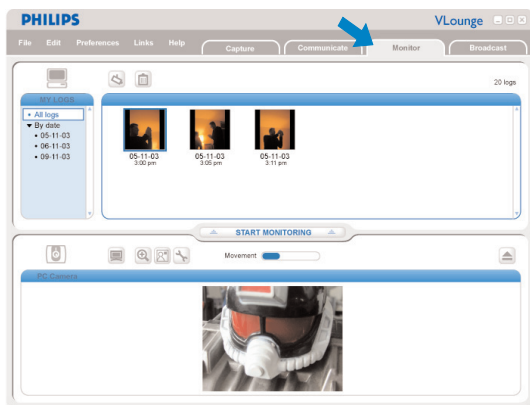 PHILIPS
VLounge
File Edit Preferences Links Help
Capture Communicate Monitor Broadcast
20 logs
MY LOGS
All logs
By date
05-11-03
06-11-03
09-11-03
05-11-03 05-11-03 05-11-03
3:00 pm 3:05 pm 3:11 pm
START MONITORING
Movement
PC Camera